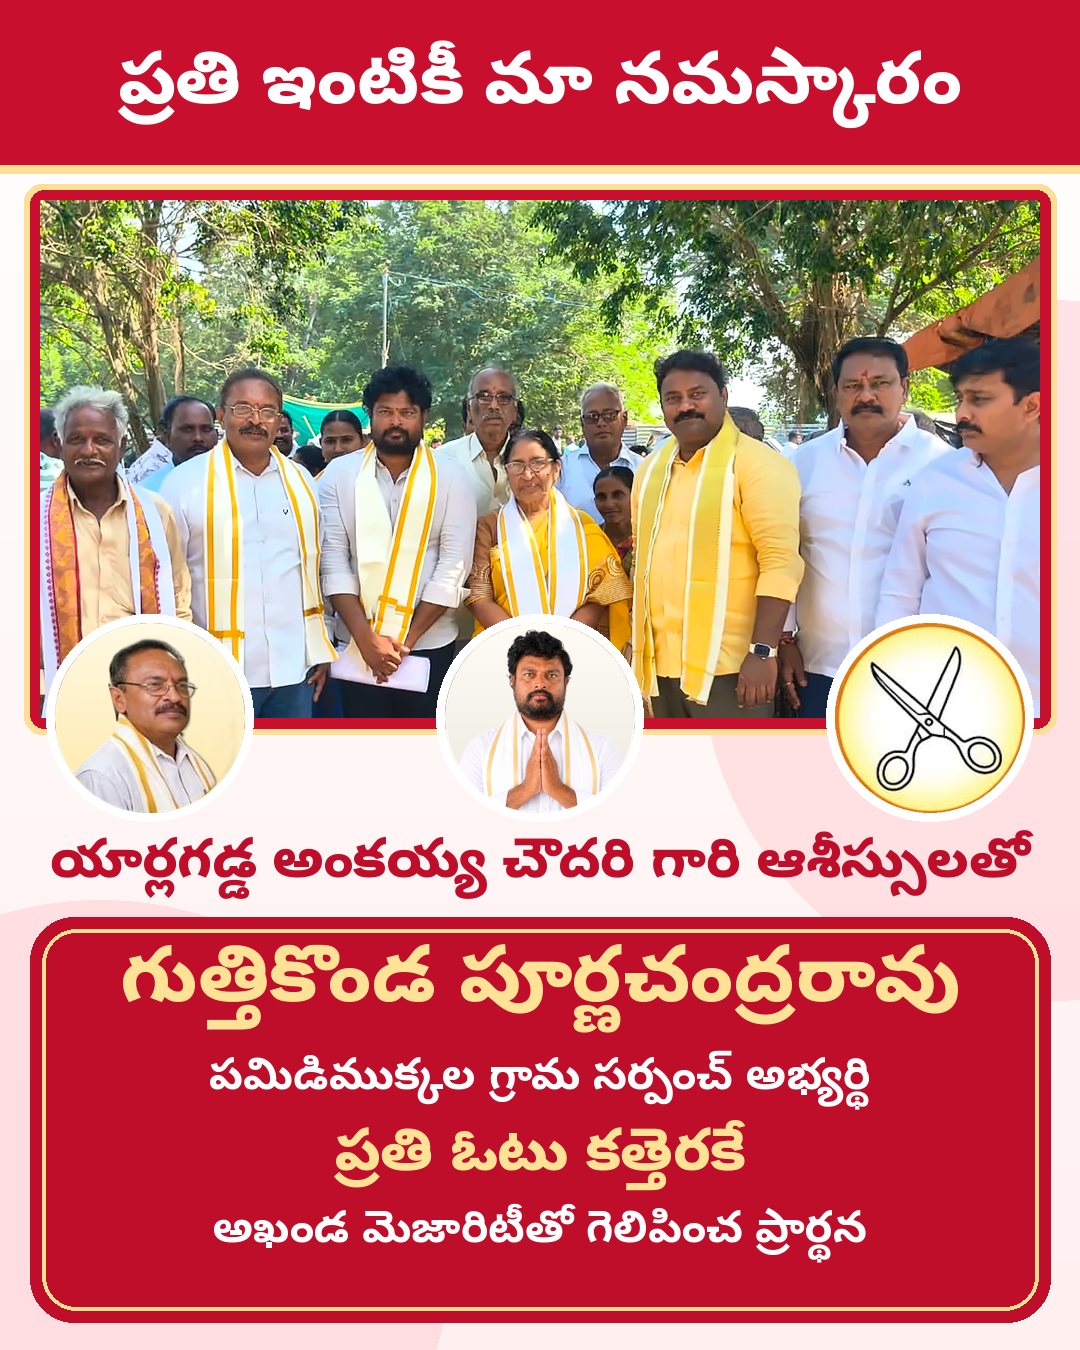 ప్రతి ఇంటికీ మా నమస్కారం
యార్లగడ్డ అంకయ్య చౌదరి గారి ఆశీస్సులతో
గుత్తికొండ పూర్ణచంద్రరావు
పమిడిముక్కల గ్రామ సర్పంచ్ అభ్యర్థి
ప్రతి ఓటు కత్తెరకే
అఖండ మెజారిటీతో గెలిపించ ప్రార్థన